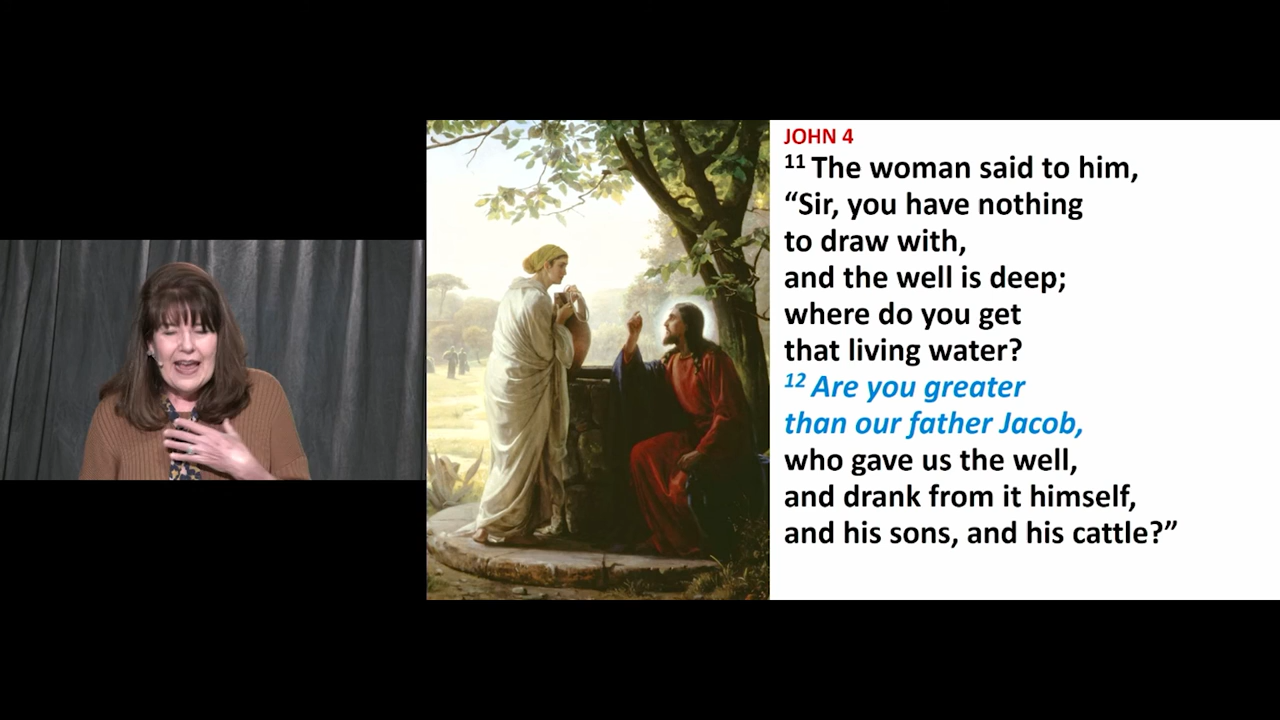 JOHN 4
11 The woman said to him,
“Sir, you have nothing
to draw with,
and the well is deep;
where do you get
that living water?
12 Are you greater
than our father Jacob,
who gave us the well,
and drank from it himself,
and his sons, and his cattle?”